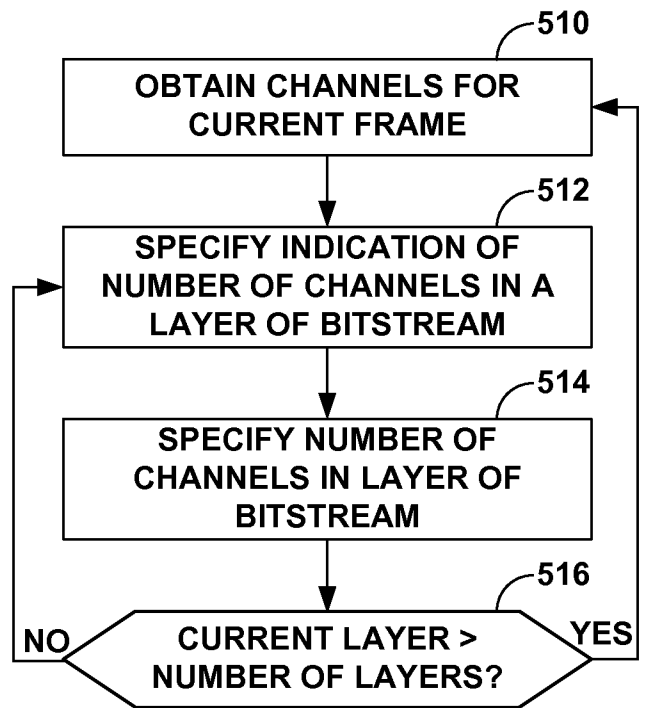 510
OBTAIN CHANNELS FOR
CURRENT FRAME
512
SPECIFY INDICATION OF
NUMBER OF CHANNELS IN A
LAYER OF BITSTREAM
514
SPECIFY NUMBER OF
CHANNELS IN LAYER OF
BITSTREAM
516
NO
CURRENT LAYER >
NUMBER OF LAYERS?
YES